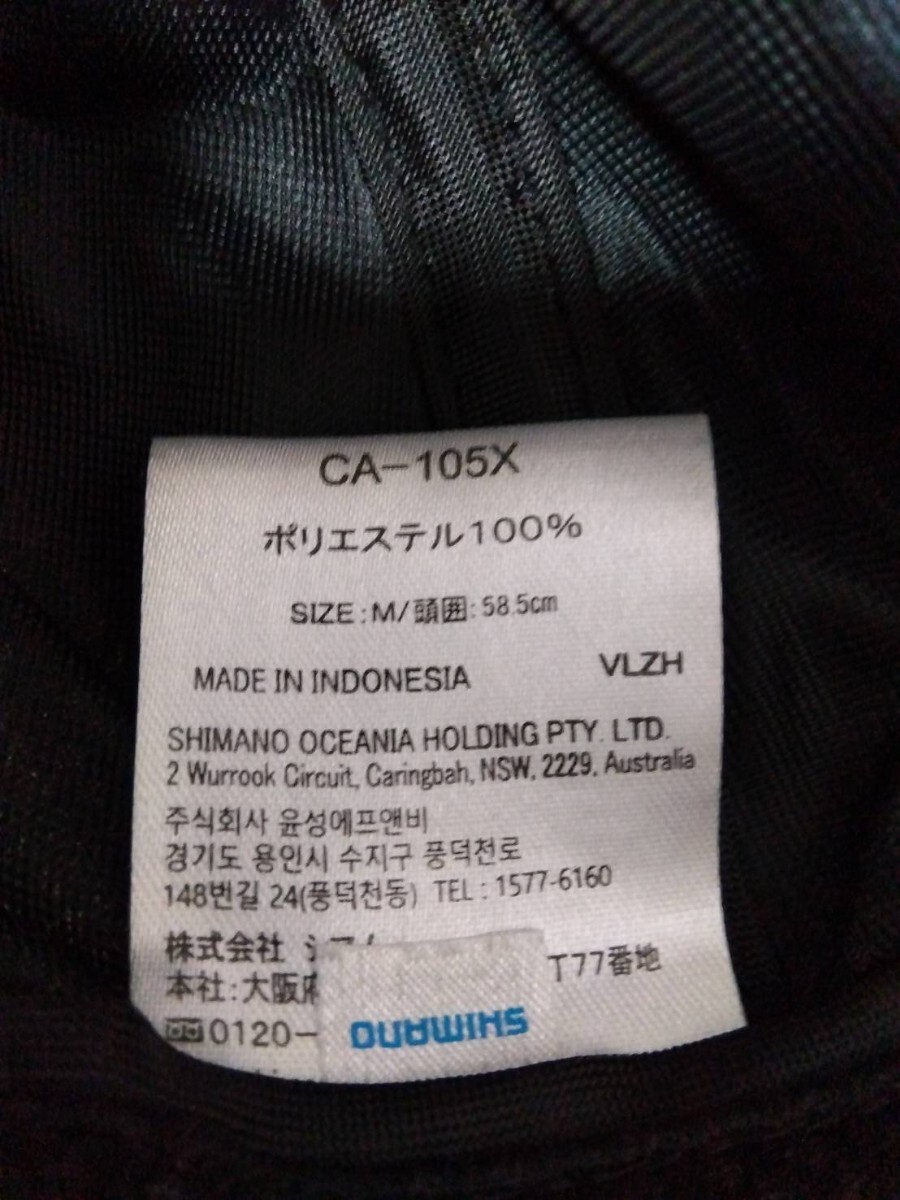 CA-105X
ポリエステル100%
SIZE:M/頭囲:58.5cm
MADE IN INDONESIA VLZH
SHIMANO OCEANIA HOLDING PTY. LTD.
2 Wurrook Circuit, Caringbah, NSW, 2229, Australia
주식회사 윤성에프앤비
경기도 용인시 수지구 풍덕천로
148번길 24(풍덕천동) TEL : 1577-6160
株式会社
本社:大阪府 丁77番地
0120-
SHIMANO